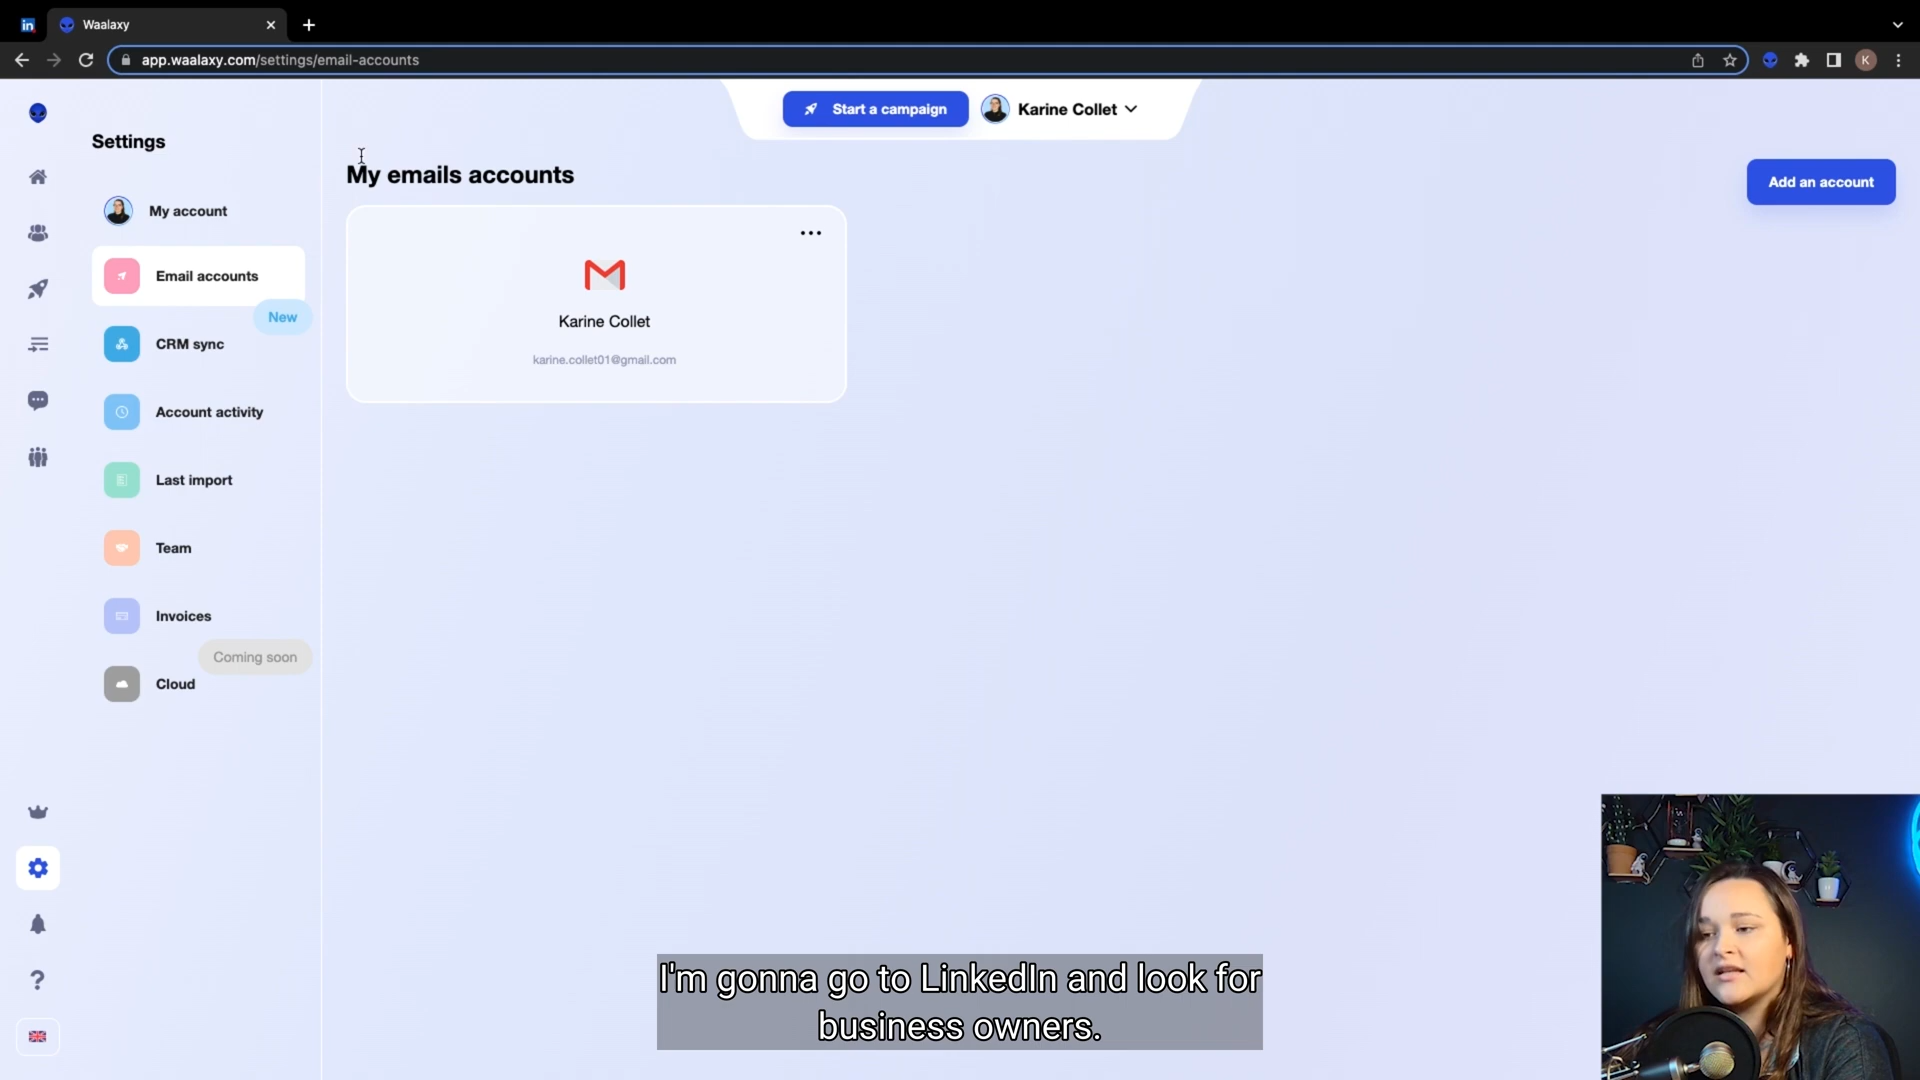 in
Waalaxy
app.waalaxy.com/settings/email-accounts
K
Start a campaign
Karine Collet
Settings
My account
Email accounts
New
CRM sync
Account activity
Last import
Team
Invoices
Coming soon
Cloud
My emails accounts
Add an account
Karine Collet
karine.collet01@gmail.com
I'm gonna go to LinkedIn and look for
business owners.